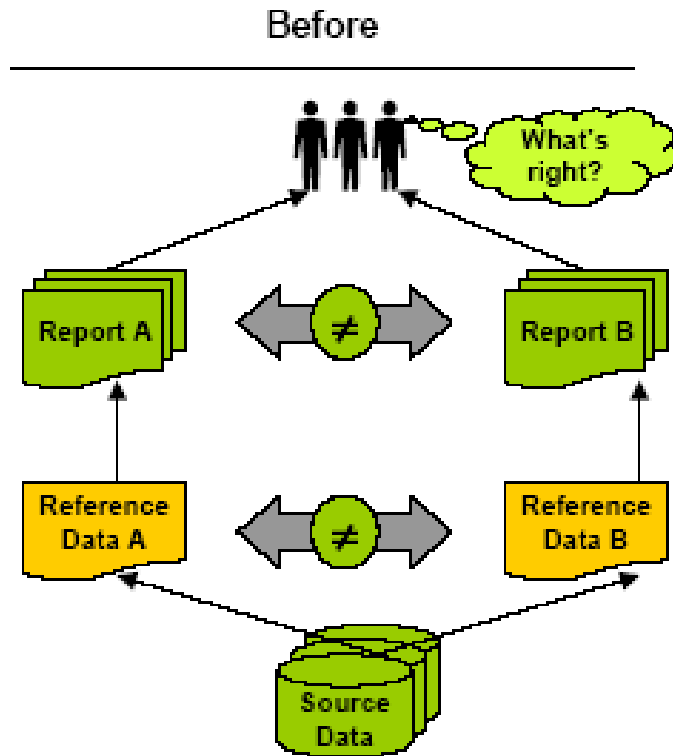 Before
What's
right?
Report A
≠
Report B
Reference
Data A
≠
Reference
Data B
Source
Data